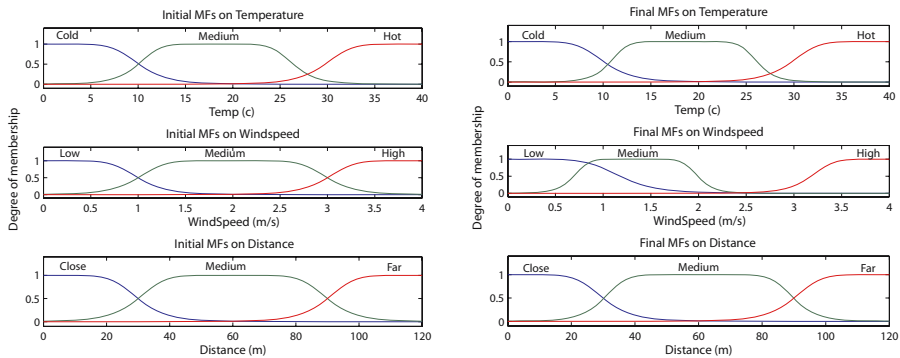 Initial MFs on Temperature
Cold Medium Hot
1
0.5
0
0 5 10 15 20 25 30 35 40
Temp (c)
Initial MFs on Windspeed
Low Medium High
1
0.5
0
0 0.5 1 1.5 2 2.5 3 3.5 4
WindSpeed (m/s)
Initial MFs on Distance
Close Medium Far
1
0.5
0
0 20 40 60 80 100 120
Distance (m)
Degree of membership
Final MFs on Temperature
Cold Medium Hot
1
0.5
0
0 5 10 15 20 25 30 35 40
Temp (c)
Final MFs on Windspeed
Low Medium High
1
0.5
0
0 0.5 1 1.5 2 2.5 3 3.5 4
WindSpeed (m/s)
Final MFs on Distance
Close Medium Far
1
0.5
0
0 20 40 60 80 100 120
Distance (m)
Degree of membership